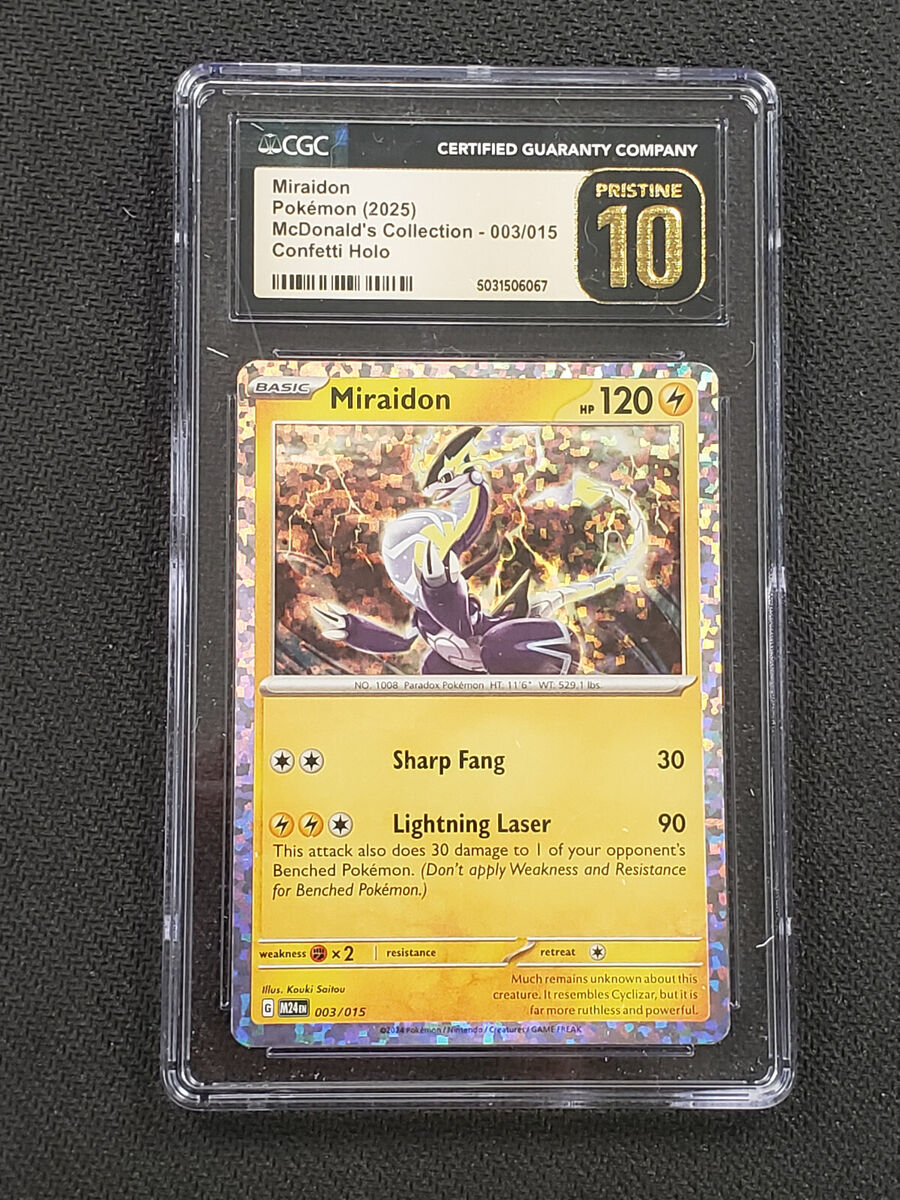 CGC
CERTIFIED GUARANTY COMPANY
Miraidon
Pokémon (2025)
McDonald's Collection - 003/015
Confetti Holo
5031506067
PRISTINE
10
BASIC
Miraidon
HP 120
NO. 1008 Paradox Pokémon HT: 11'6" WT: 529.1 lbs.
Sharp Fang 30
Lightning Laser 90
This attack also does 30 damage to 1 of your opponent's
Benched Pokémon. (Don't apply Weakness and Resistance
for Benched Pokémon.)
weakness ×2 resistance retreat
Illus. Kouki Saitou
Much remains unknown about this
creature. It resembles Cyclizar, but it is
far more ruthless and powerful.
G M24 EN 003/015
©2024 Pokémon / Nintendo / Creatures / GAME FREAK